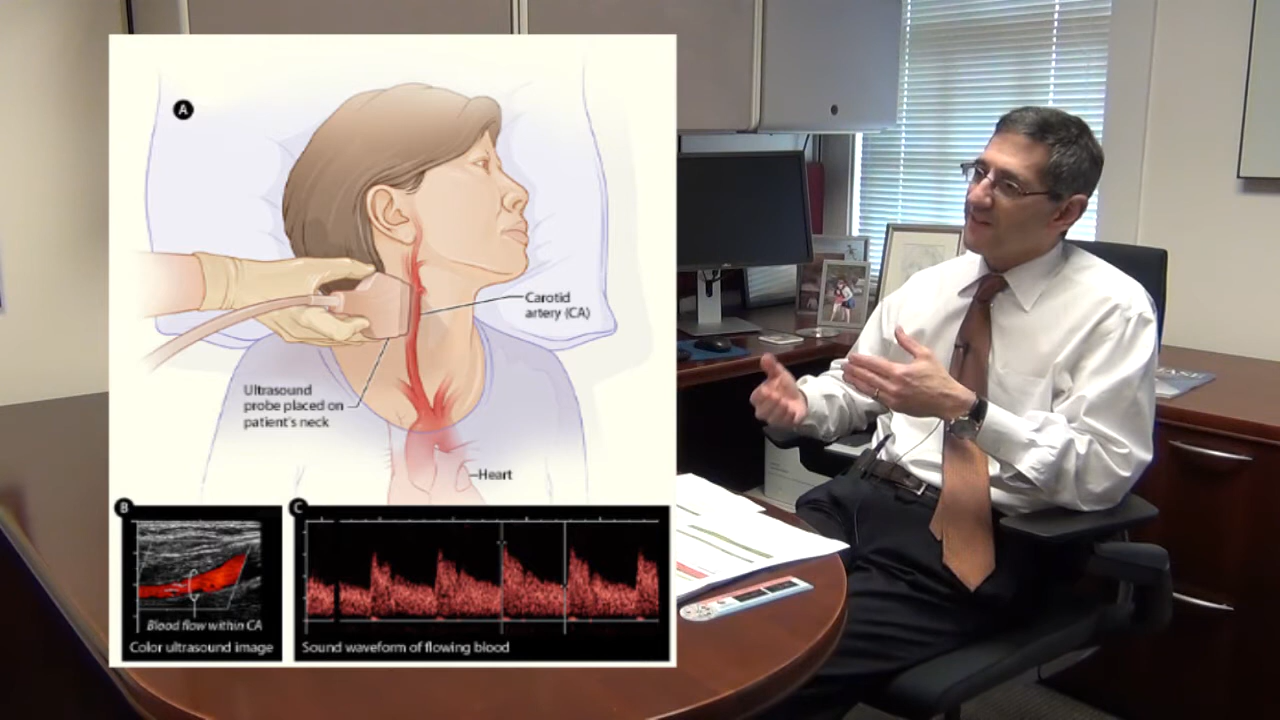 A
Carotid
artery (CA)
Ultrasound
probe placed on
patient's neck
Heart
B
Blood flow within CA
Color ultrasound image
C
Sound waveform of flowing blood